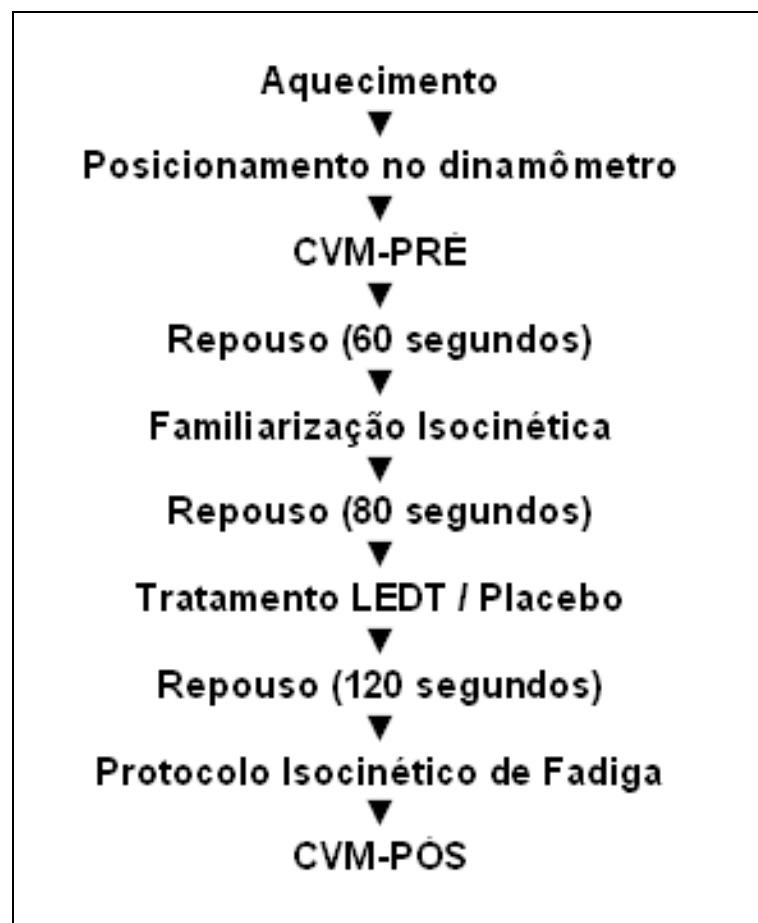 Aquecimento
▼
Posicionamento no dinamômetro
▼
CVM-PRÉ
▼
Repouso (60 segundos)
▼
Familiarização Isocinética
▼
Repouso (80 segundos)
▼
Tratamento LEDT / Placebo
▼
Repouso (120 segundos)
▼
Protocolo Isocinético de Fadiga
▼
CVM-PÓS